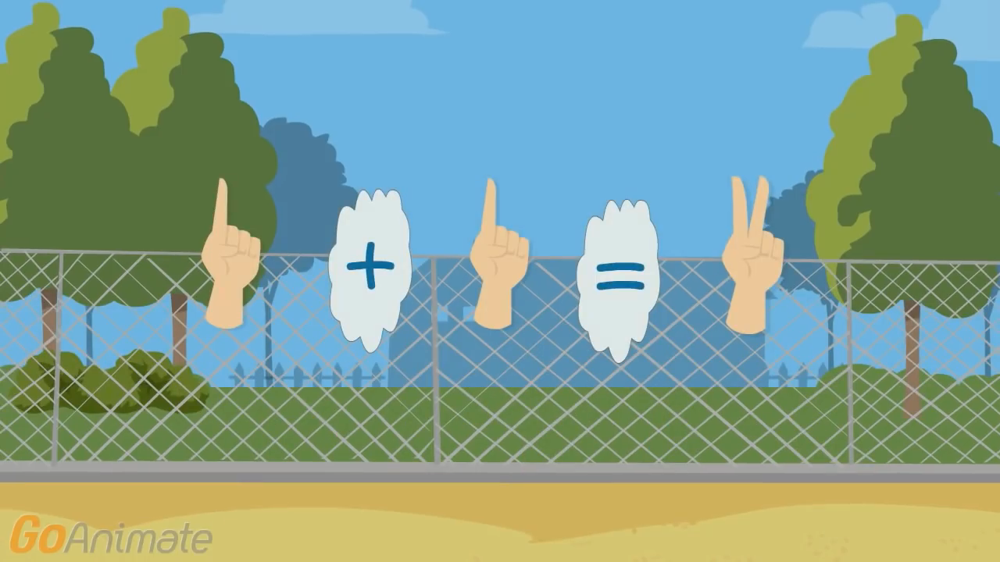 + =
GoAnimate